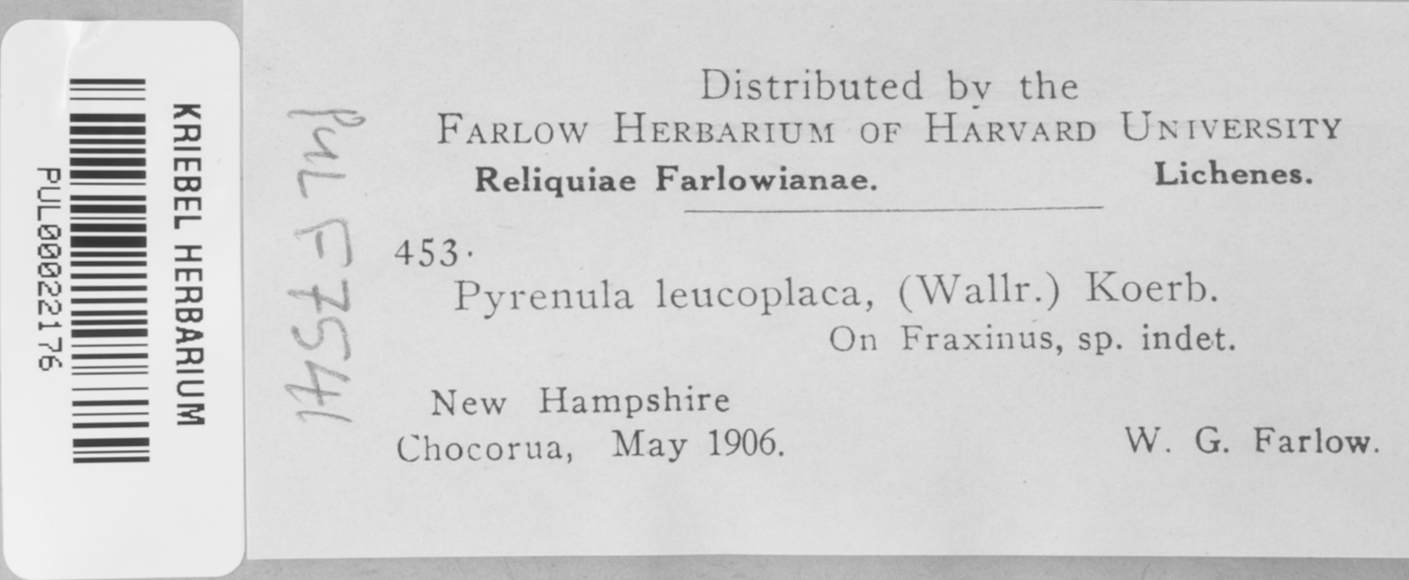 KRIEBEL HERBARIUM
PUL00022176
PUL F7541
Distributed by the
FARLOW HERBARIUM OF HARVARD UNIVERSITY
Reliquiae Farlowianae. Lichenes.
453.
Pyrenula leucoplaca, (Wallr.) Koerb.
On Fraxinus, sp. indet.
New Hampshire
Chocorua, May 1906. W. G. Farlow.